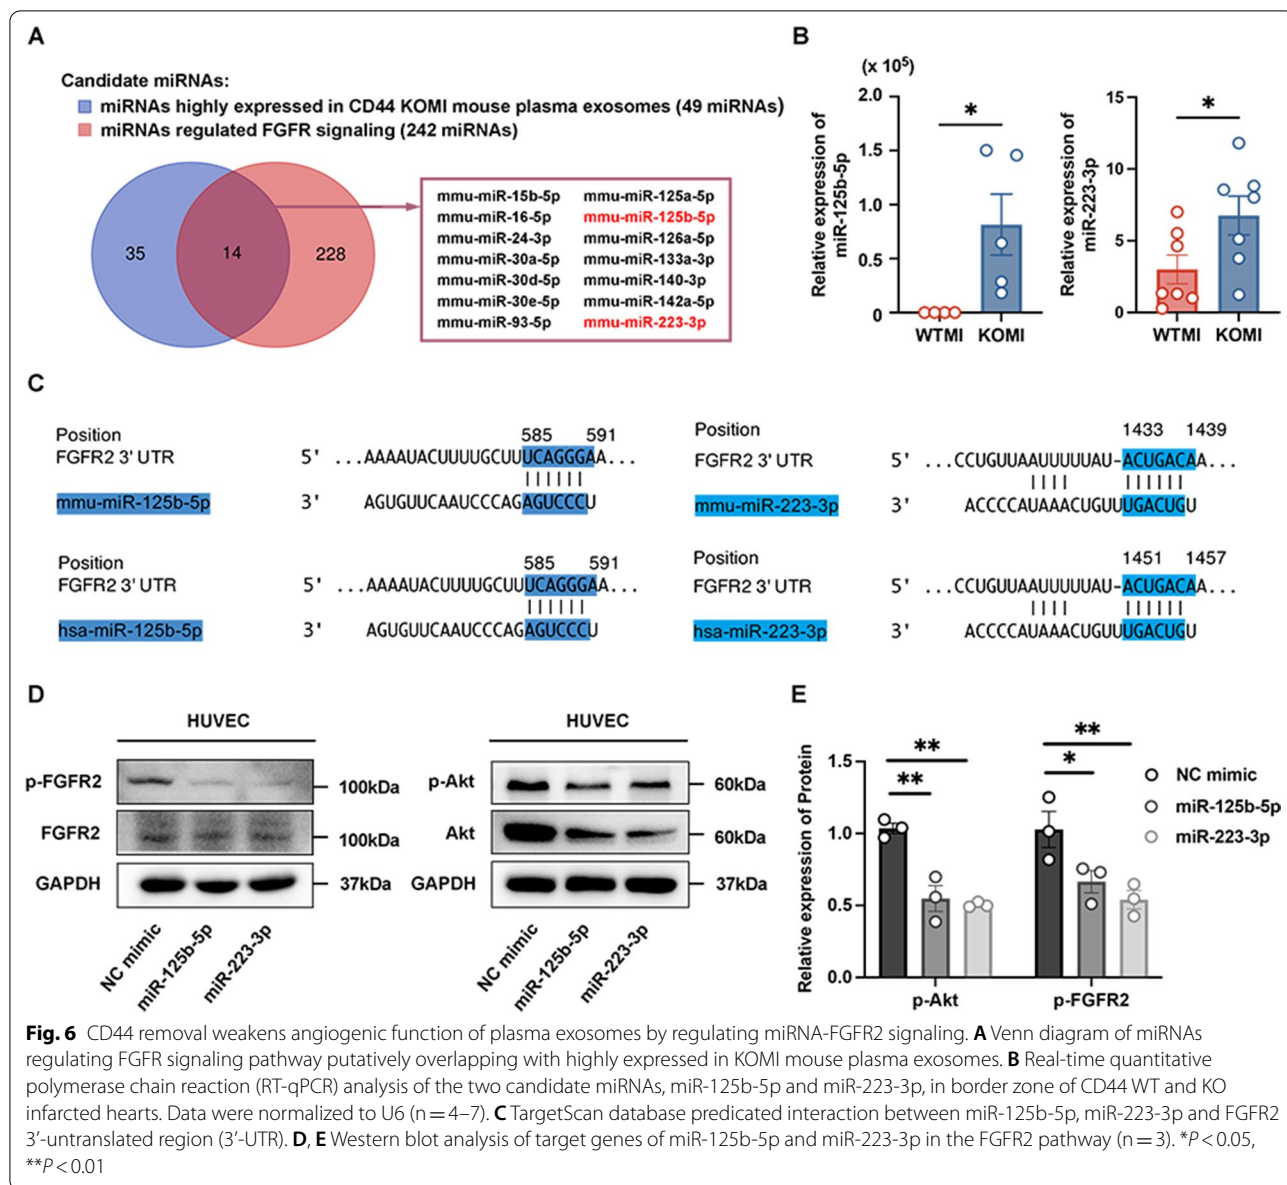 A
Candidate miRNAs:
miRNAs highly expressed in CD44 KOMI mouse plasma exosomes (49 miRNAs)
miRNAs regulated FGFR signaling (242 miRNAs)
35
14
228
mmu-miR-15b-5p mmu-miR-125a-5p
mmu-miR-16-5p mmu-miR-125b-5p
mmu-miR-24-3p mmu-miR-126a-5p
mmu-miR-30a-5p mmu-miR-133a-3p
mmu-miR-30d-5p mmu-miR-140-3p
mmu-miR-30e-5p mmu-miR-142a-5p
mmu-miR-93-5p mmu-miR-223-3p
B
(x 10⁵)
Relative expression of
miR-125b-5p
2.0
1.5
1.0
0.5
0
*
WTMI KOMI
Relative expression of
miR-223-3p
15
10
5
0
*
WTMI KOMI
C
Position 585 591
FGFR2 3' UTR 5' ...AAAAUACUUUUGCUUUCAGGGAA...
mmu-miR-125b-5p 3' AGUGUUCAAUCCCAGAGUCCCU
Position 1433 1439
FGFR2 3' UTR 5' ...CCUGUUAAUUUUUAU-ACUGACAA...
mmu-miR-223-3p 3' ACCCCAUAAACUGUUUGACUGU
Position 585 591
FGFR2 3' UTR 5' ...AAAAUACUUUUGCUUUCAGGGAA...
hsa-miR-125b-5p 3' AGUGUUCAAUCCCAGAGUCCCU
Position 1451 1457
FGFR2 3' UTR 5' ...CCUGUUAAUUUUUAU-ACUGACAA...
hsa-miR-223-3p 3' ACCCCAUAAACUGUUUGACUGU
D
HUVEC
p-FGFR2 100kDa
FGFR2 100kDa
GAPDH 37kDa
NC mimic
miR-125b-5p
miR-223-3p
HUVEC
p-Akt 60kDa
Akt 60kDa
GAPDH 37kDa
NC mimic
miR-125b-5p
miR-223-3p
E
Relative expression of Protein
1.5
1.0
0.5
0.0
**
**
**
*
p-Akt p-FGFR2
NC mimic
miR-125b-5p
miR-223-3p
Fig. 6 CD44 removal weakens angiogenic function of plasma exosomes by regulating miRNA-FGFR2 signaling. A Venn diagram of miRNAs
regulating FGFR signaling pathway putatively overlapping with highly expressed in KOMI mouse plasma exosomes. B Real-time quantitative
polymerase chain reaction (RT-qPCR) analysis of the two candidate miRNAs, miR-125b-5p and miR-223-3p, in border zone of CD44 WT and KO
infarcted hearts. Data were normalized to U6 (n = 4–7). C TargetScan database predicated interaction between miR-125b-5p, miR-223-3p and FGFR2
3′-untranslated region (3′-UTR). D, E Western blot analysis of target genes of miR-125b-5p and miR-223-3p in the FGFR2 pathway (n = 3). *P < 0.05,
**P < 0.01